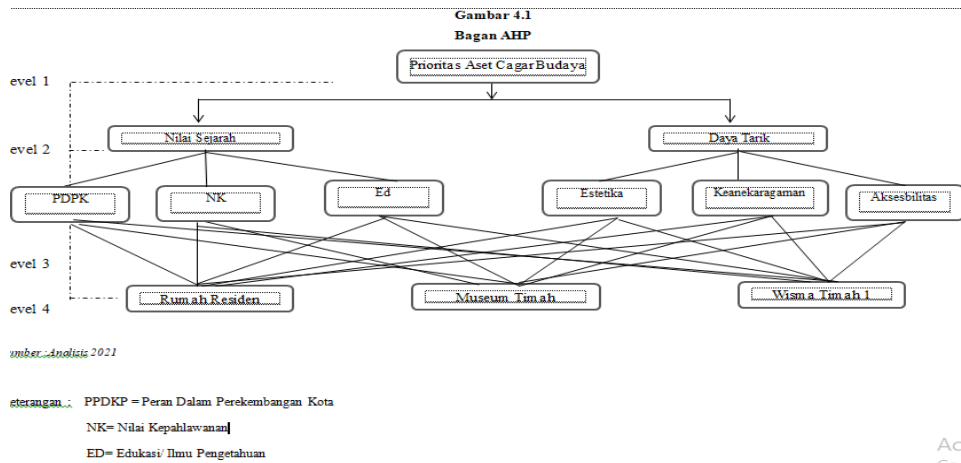 Gambar 4.1
Bagan AHP
Prioritas Aset Cagar Budaya
evel 1
Nilai Sejarah Daya Tarik
evel 2
PDPK NK Ed Estetika Keanekaragaman Aksesbilitas
evel 3
Rumah Residen Museum Timah Wisma Timah 1
evel 4
umber : Analisis 2021
eterangan : PPDKP = Peran Dalam Perekembangan Kota
NK= Nilai Kepahlawanan
ED= Edukasi/ Ilmu Pengetahuan
Ac